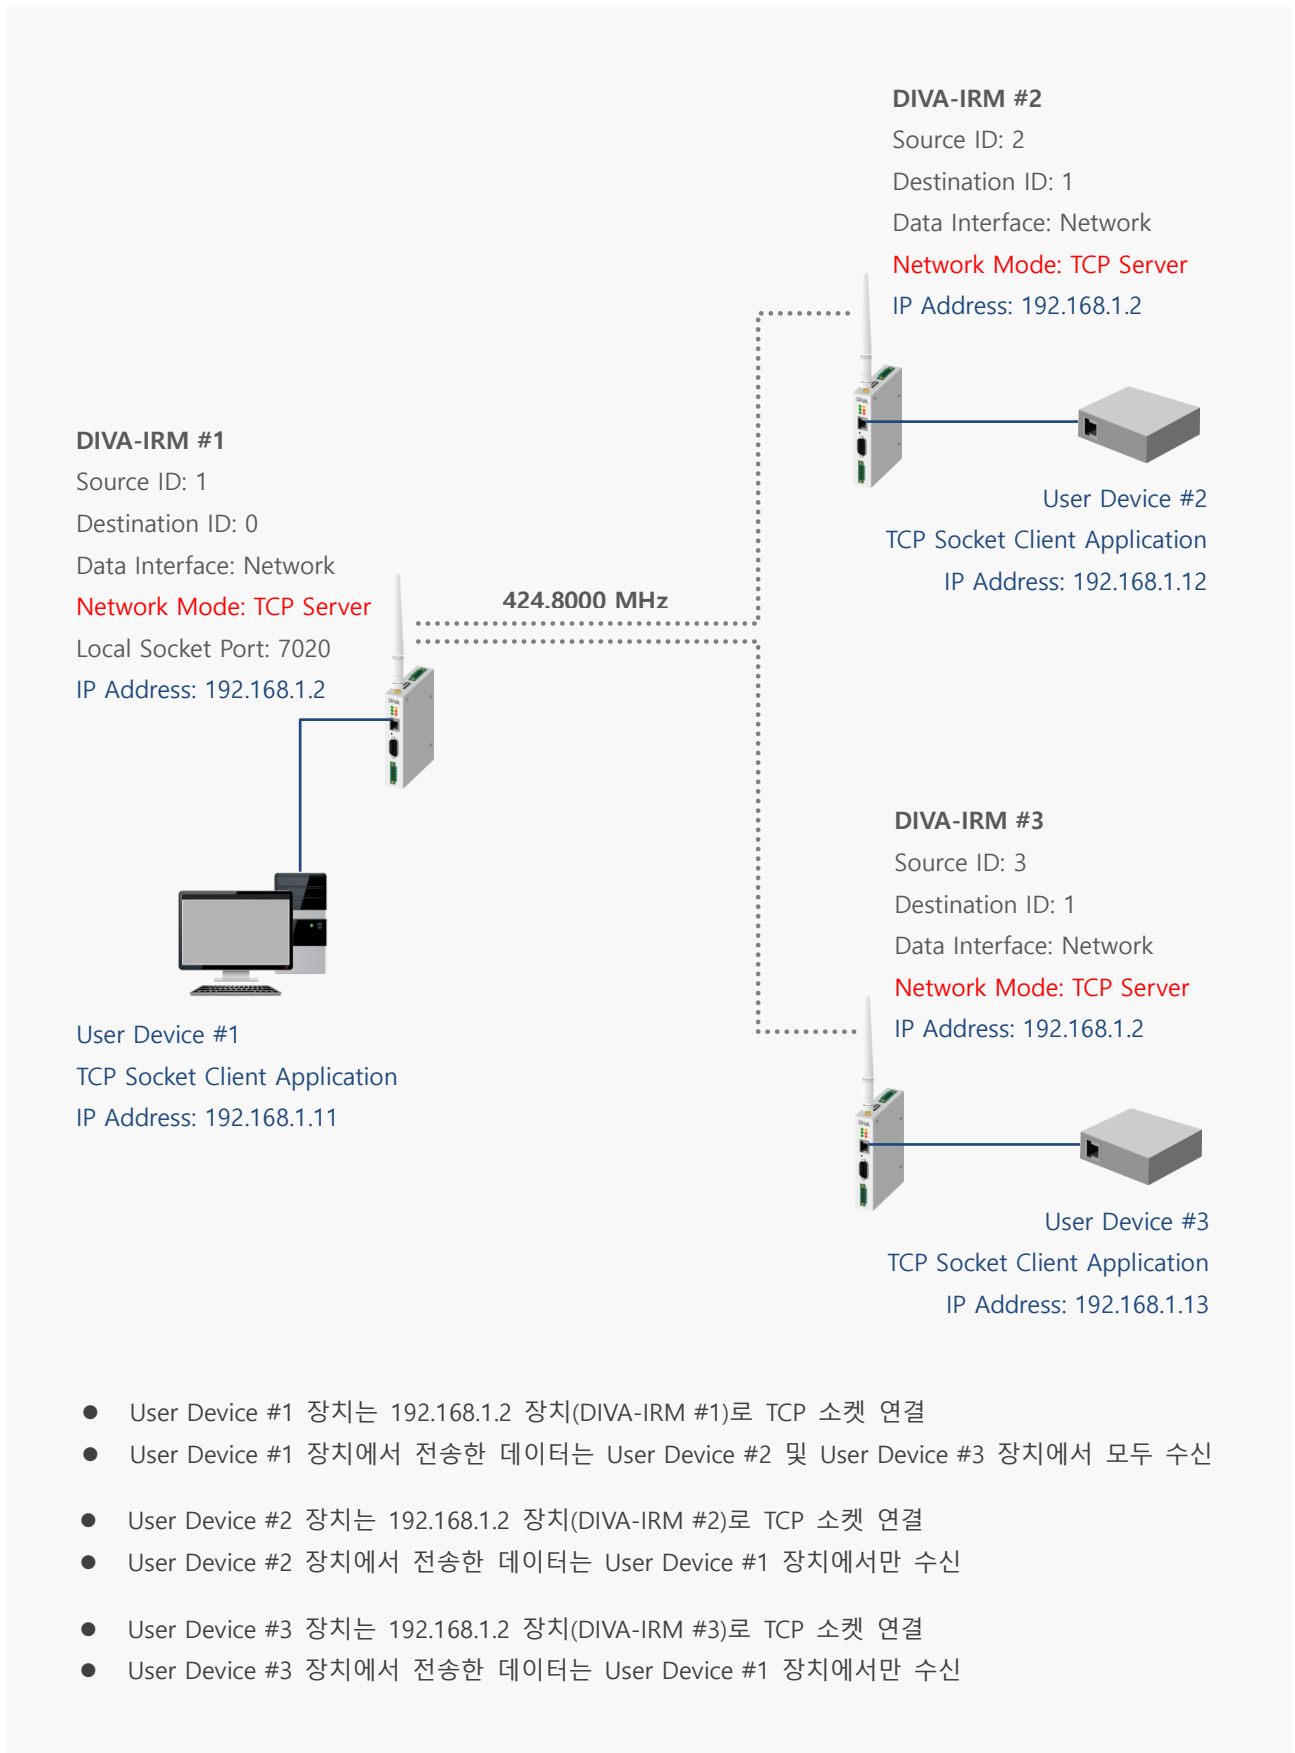 DIVA-IRM #2
Source ID: 2
Destination ID: 1
Data Interface: Network
Network Mode: TCP Server
IP Address: 192.168.1.2
DIVA
User Device #2
TCP Socket Client Application
IP Address: 192.168.1.12
DIVA-IRM #1
Source ID: 1
Destination ID: 0
Data Interface: Network
Network Mode: TCP Server
Local Socket Port: 7020
IP Address: 192.168.1.2
DIVA
424.8000 MHz
User Device #1
TCP Socket Client Application
IP Address: 192.168.1.11
DIVA-IRM #3
Source ID: 3
Destination ID: 1
Data Interface: Network
Network Mode: TCP Server
IP Address: 192.168.1.2
DIVA
User Device #3
TCP Socket Client Application
IP Address: 192.168.1.13
● User Device #1 장치는 192.168.1.2 장치(DIVA-IRM #1)로 TCP 소켓 연결
● User Device #1 장치에서 전송한 데이터는 User Device #2 및 User Device #3 장치에서 모두 수신
● User Device #2 장치는 192.168.1.2 장치(DIVA-IRM #2)로 TCP 소켓 연결
● User Device #2 장치에서 전송한 데이터는 User Device #1 장치에서만 수신
● User Device #3 장치는 192.168.1.2 장치(DIVA-IRM #3)로 TCP 소켓 연결
● User Device #3 장치에서 전송한 데이터는 User Device #1 장치에서만 수신